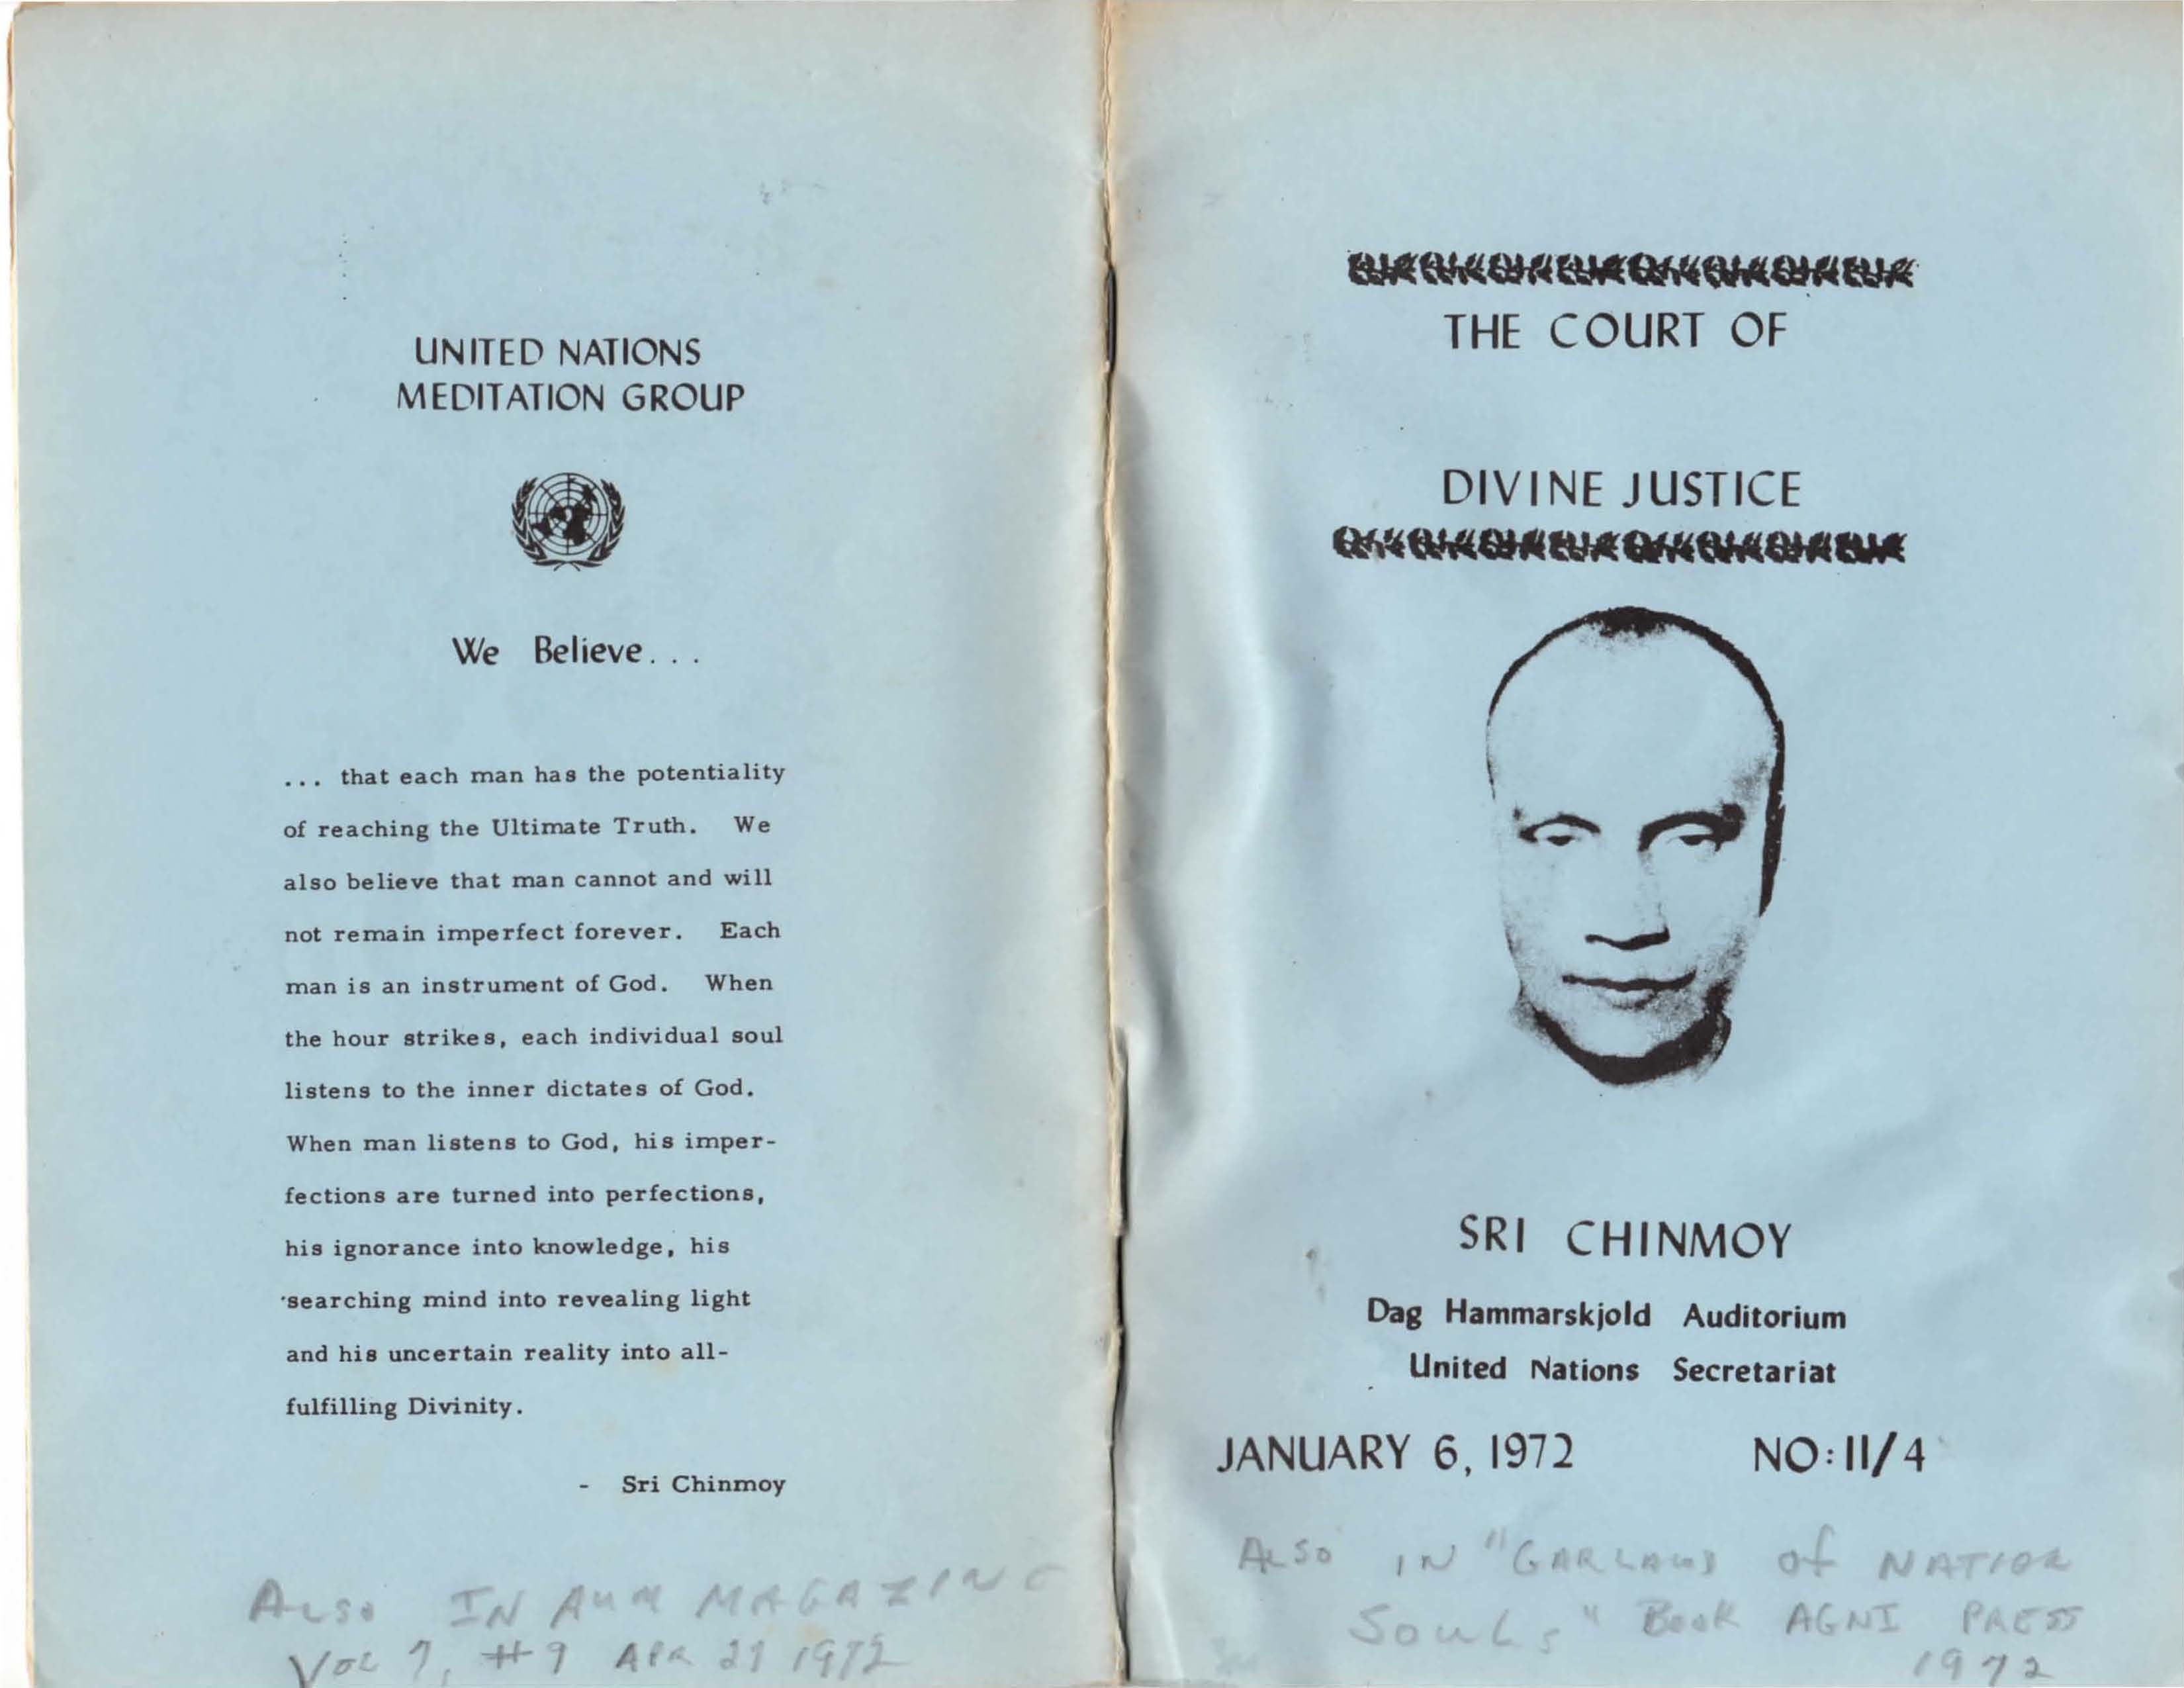 UNITED NATIONS
MEDITATION GROUP
We Believe...
... that each man has the potentiality
of reaching the Ultimate Truth. We
also believe that man cannot and will
not remain imperfect forever. Each
man is an instrument of God. When
the hour strikes, each individual soul
listens to the inner dictates of God.
When man listens to God, his imper-
fections are turned into perfections,
his ignorance into knowledge, his
searching mind into revealing light
and his uncertain reality into all-
fulfilling Divinity.
- Sri Chinmoy
ALSO IN AUM MAGAZINE
VOL 7, #9 APR 27 1972
THE COURT OF
DIVINE JUSTICE
SRI CHINMOY
Dag Hammarskjold Auditorium
United Nations Secretariat
JANUARY 6, 1972 NO: II/4
ALSO IN "GARLAND of NATION
SOULS" BOOK AGNI PRESS
1972